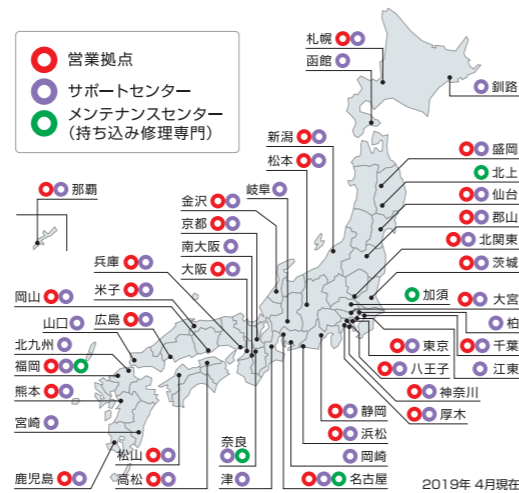 営業拠点
サポートセンター
メンテナンスセンター
(持ち込み修理専門)
札幌
函館
釧路
新潟
松本
盛岡
北上
仙台
郡山
北関東
茨城
那覇
金沢
岐阜
京都
南大阪
大阪
兵庫
米子
岡山
広島
山口
北九州
福岡
熊本
宮崎
鹿児島
松山
高松
奈良
津
加須
大宮
柏
東京
千葉
八王子
江東
神奈川
厚木
静岡
浜松
岡崎
名古屋
2019年 4月現在